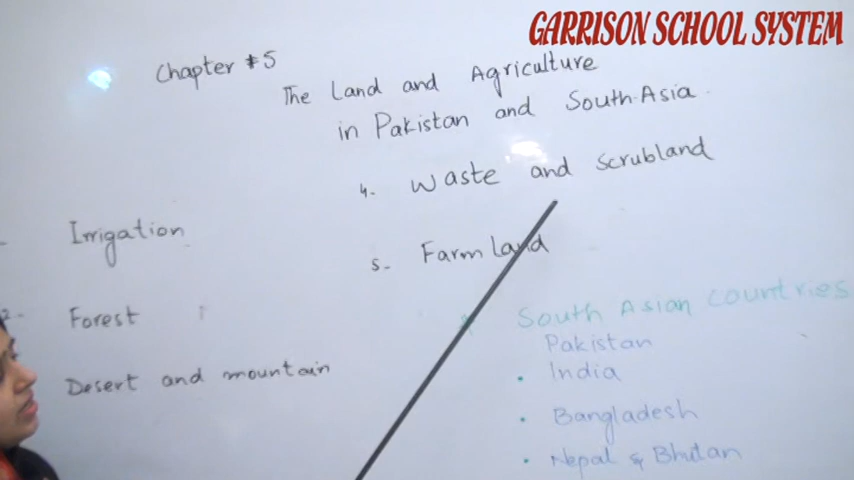 GARRISON SCHOOL SYSTEM
Chapter #5
The Land and Agriculture
in Pakistan and South-Asia
4. Waste and scrubland
5. Farm land
Irrigation
2. Forest
Desert and mountain
South Asian countries
Pakistan
• India
• Bangladesh
• Nepal & Bhutan